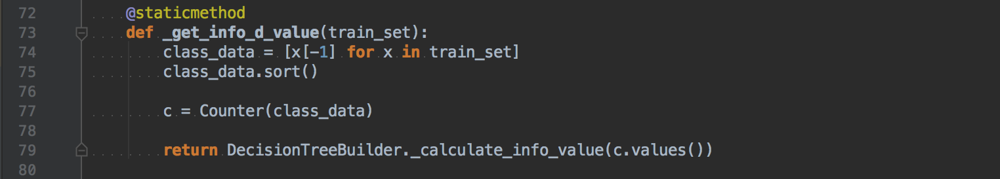 72 @staticmethod
73 def _get_info_d_value(train_set):
74 class_data = [x[-1] for x in train_set]
75 class_data.sort()
76
77 c = Counter(class_data)
78
79 return DecisionTreeBuilder._calculate_info_value(c.values())
80